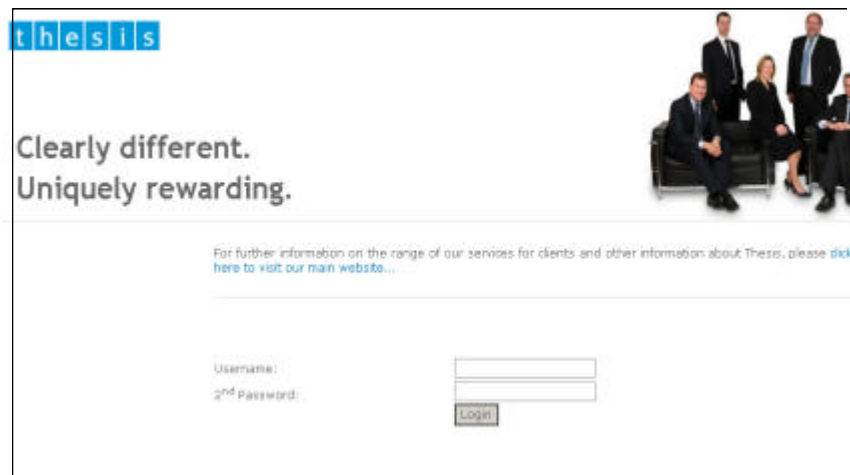 thesis
Clearly different.
Uniquely rewarding.
For further information on the range of our services for clients and other information about Thesis, please click
here to visit our main website...
Username:
2nd Password:
Login